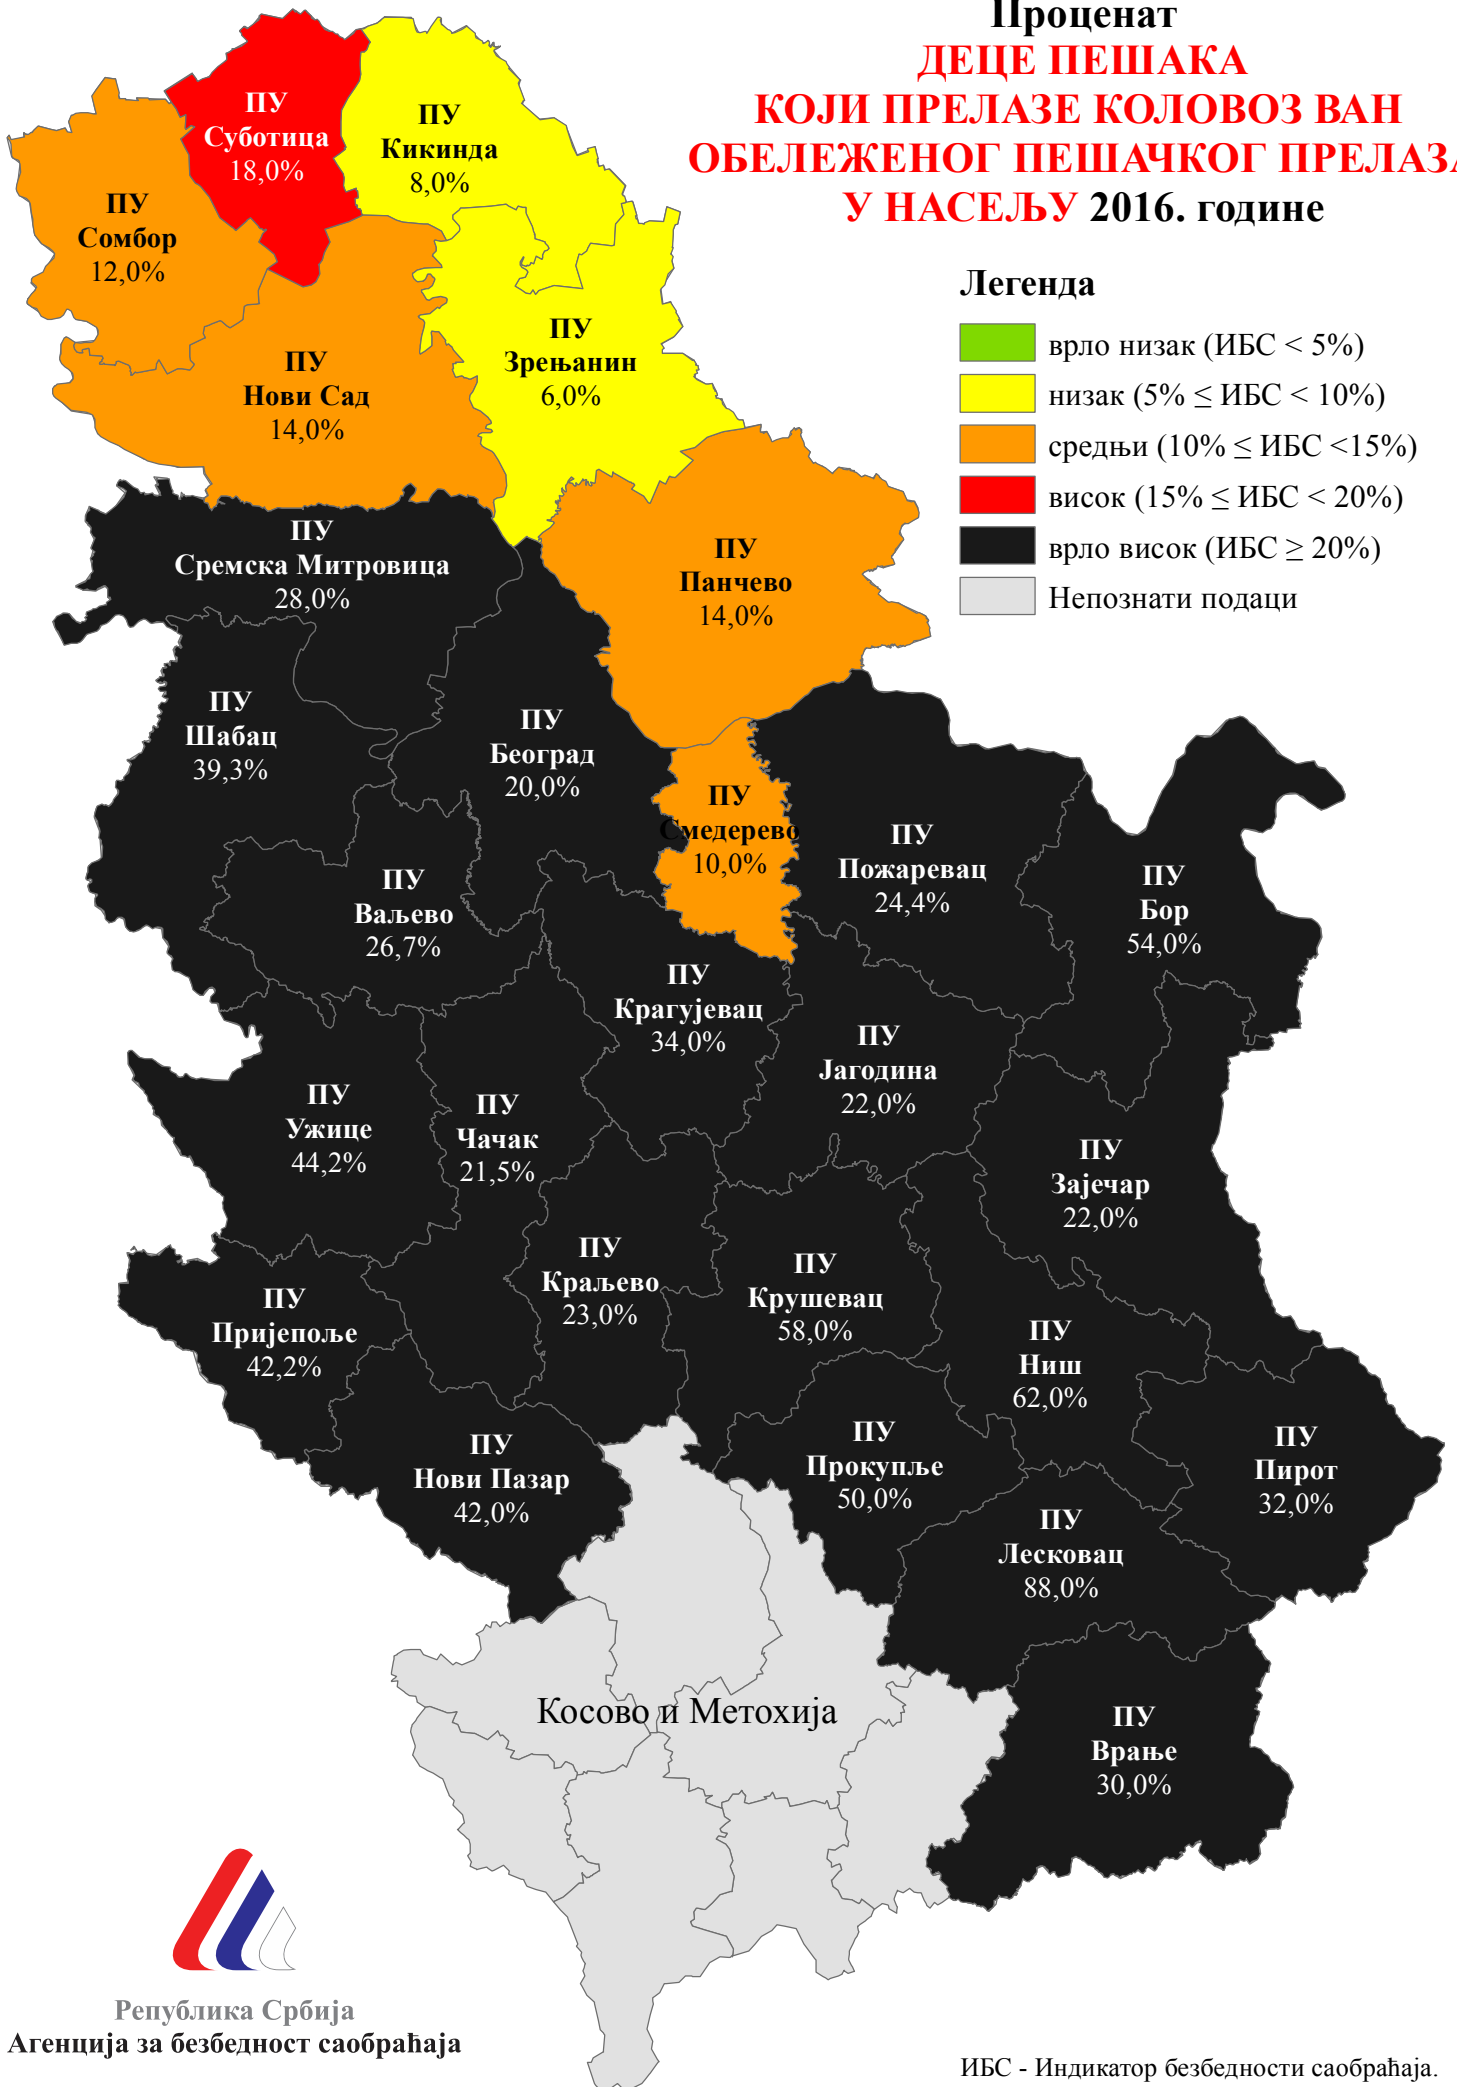 Проценат
ДЕЦЕ ПЕШАКА
КОЈИ ПРЕЛАЗЕ КОЛОВОЗ ВАН
ОБЕЛЕЖЕНОГ ПЕШАЧКОГ ПРЕЛАЗА
У НАСЕЉУ 2016. године
Легенда
врло низак (ИБС < 5%)
низак (5% ≤ ИБС < 10%)
средњи (10% ≤ ИБС <15%)
висок (15% ≤ ИБС < 20%)
врло висок (ИБС ≥ 20%)
Непознати подаци
ПУ
Суботица
18,0%
ПУ
Кикинда
8,0%
ПУ
Сомбор
12,0%
ПУ
Зрењанин
6,0%
ПУ
Нови Сад
14,0%
ПУ
Сремска Митровица
28,0%
ПУ
Панчево
14,0%
ПУ
Шабац
39,3%
ПУ
Београд
20,0%
ПУ
Смедерево
10,0%
ПУ
Пожаревац
24,4%
ПУ
Бор
54,0%
ПУ
Ваљево
26,7%
ПУ
Крагујевац
34,0%
ПУ
Јагодина
22,0%
ПУ
Ужице
44,2%
ПУ
Чачак
21,5%
ПУ
Зајечар
22,0%
ПУ
Краљево
23,0%
ПУ
Крушевац
58,0%
ПУ
Пријепоље
42,2%
ПУ
Ниш
62,0%
ПУ
Нови Пазар
42,0%
ПУ
Прокупље
50,0%
ПУ
Пирот
32,0%
ПУ
Лесковац
88,0%
Косово и Метохија
ПУ
Врање
30,0%
Република Србија
Агенција за безбедност саобраћаја
ИБС - Индикатор безбедности саобраћаја.